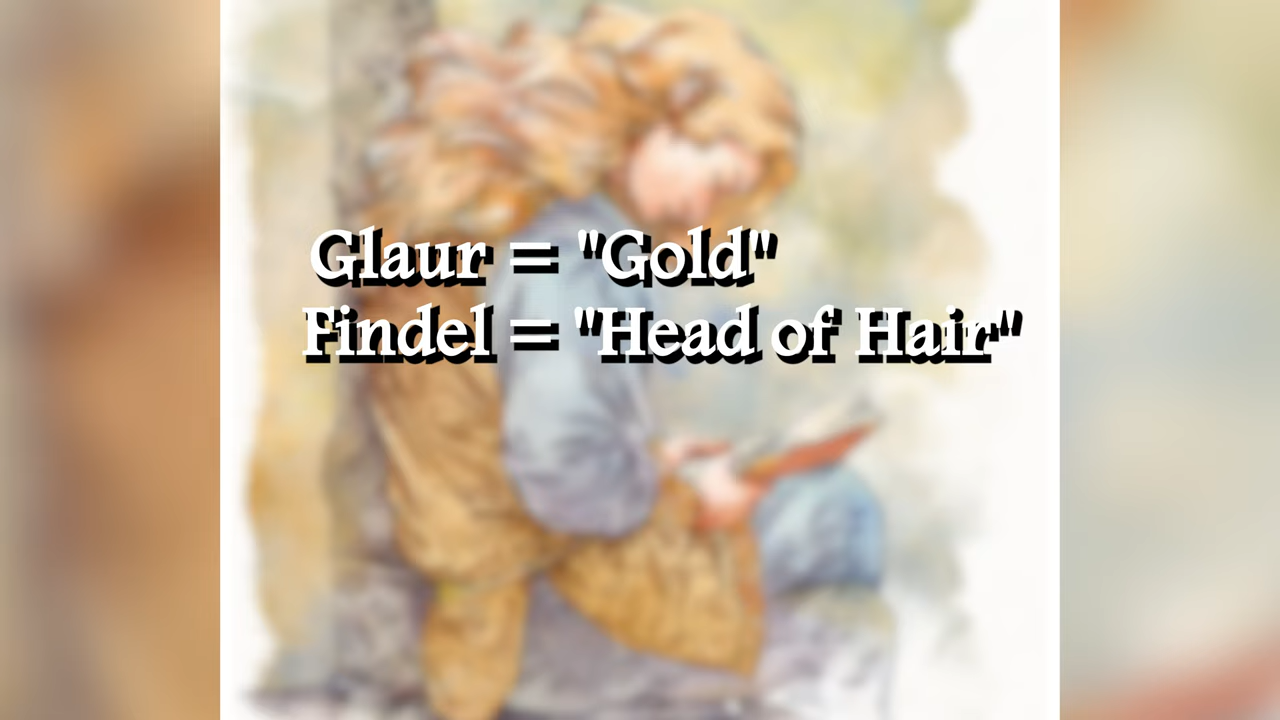 Glaur = "Gold"
Findel = "Head of Hair"